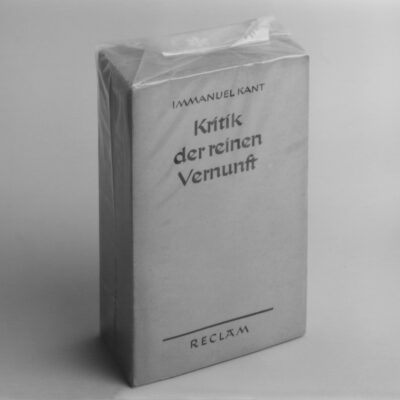 IMMANUEL KANT
Kritik
der reinen
Vernunft
RECLAM